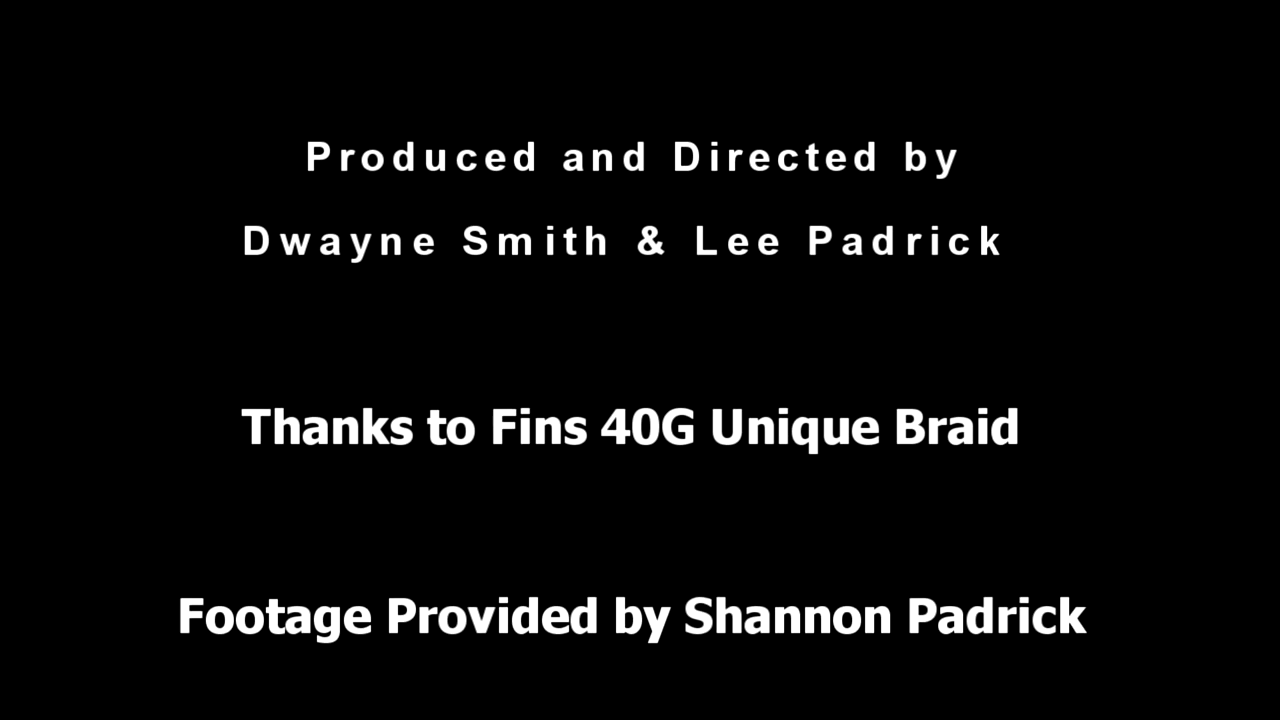 Produced and Directed by
Dwayne Smith & Lee Padrick
Thanks to Fins 40G Unique Braid
Footage Provided by Shannon Padrick